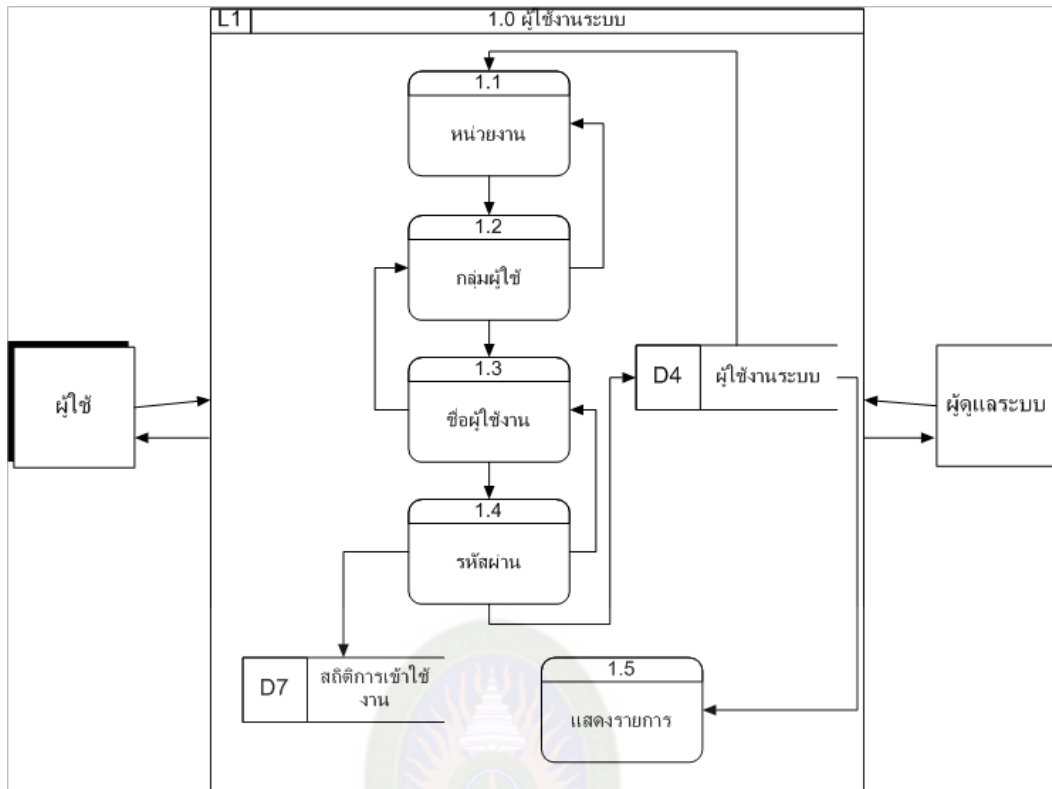 L1 1.0 ผู้ใช้งานระบบ
1.1
หน่วยงาน
1.2
กลุ่มผู้ใช้
1.3
ชื่อผู้ใช้งาน
1.4
รหัสผ่าน
ผู้ใช้
D4 ผู้ใช้งานระบบ
ผู้ดูแลระบบ
D7 สถิติการเข้าใช้
งาน
1.5
แสดงรายการ